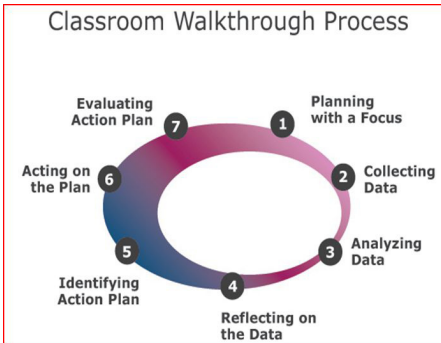 Classroom Walkthrough Process
1
Planning
with a Focus
2
Collecting
Data
3
Analyzing
Data
4
Reflecting on
the Data
5
Identifying
Action Plan
6
Acting on
the Plan
7
Evaluating
Action Plan